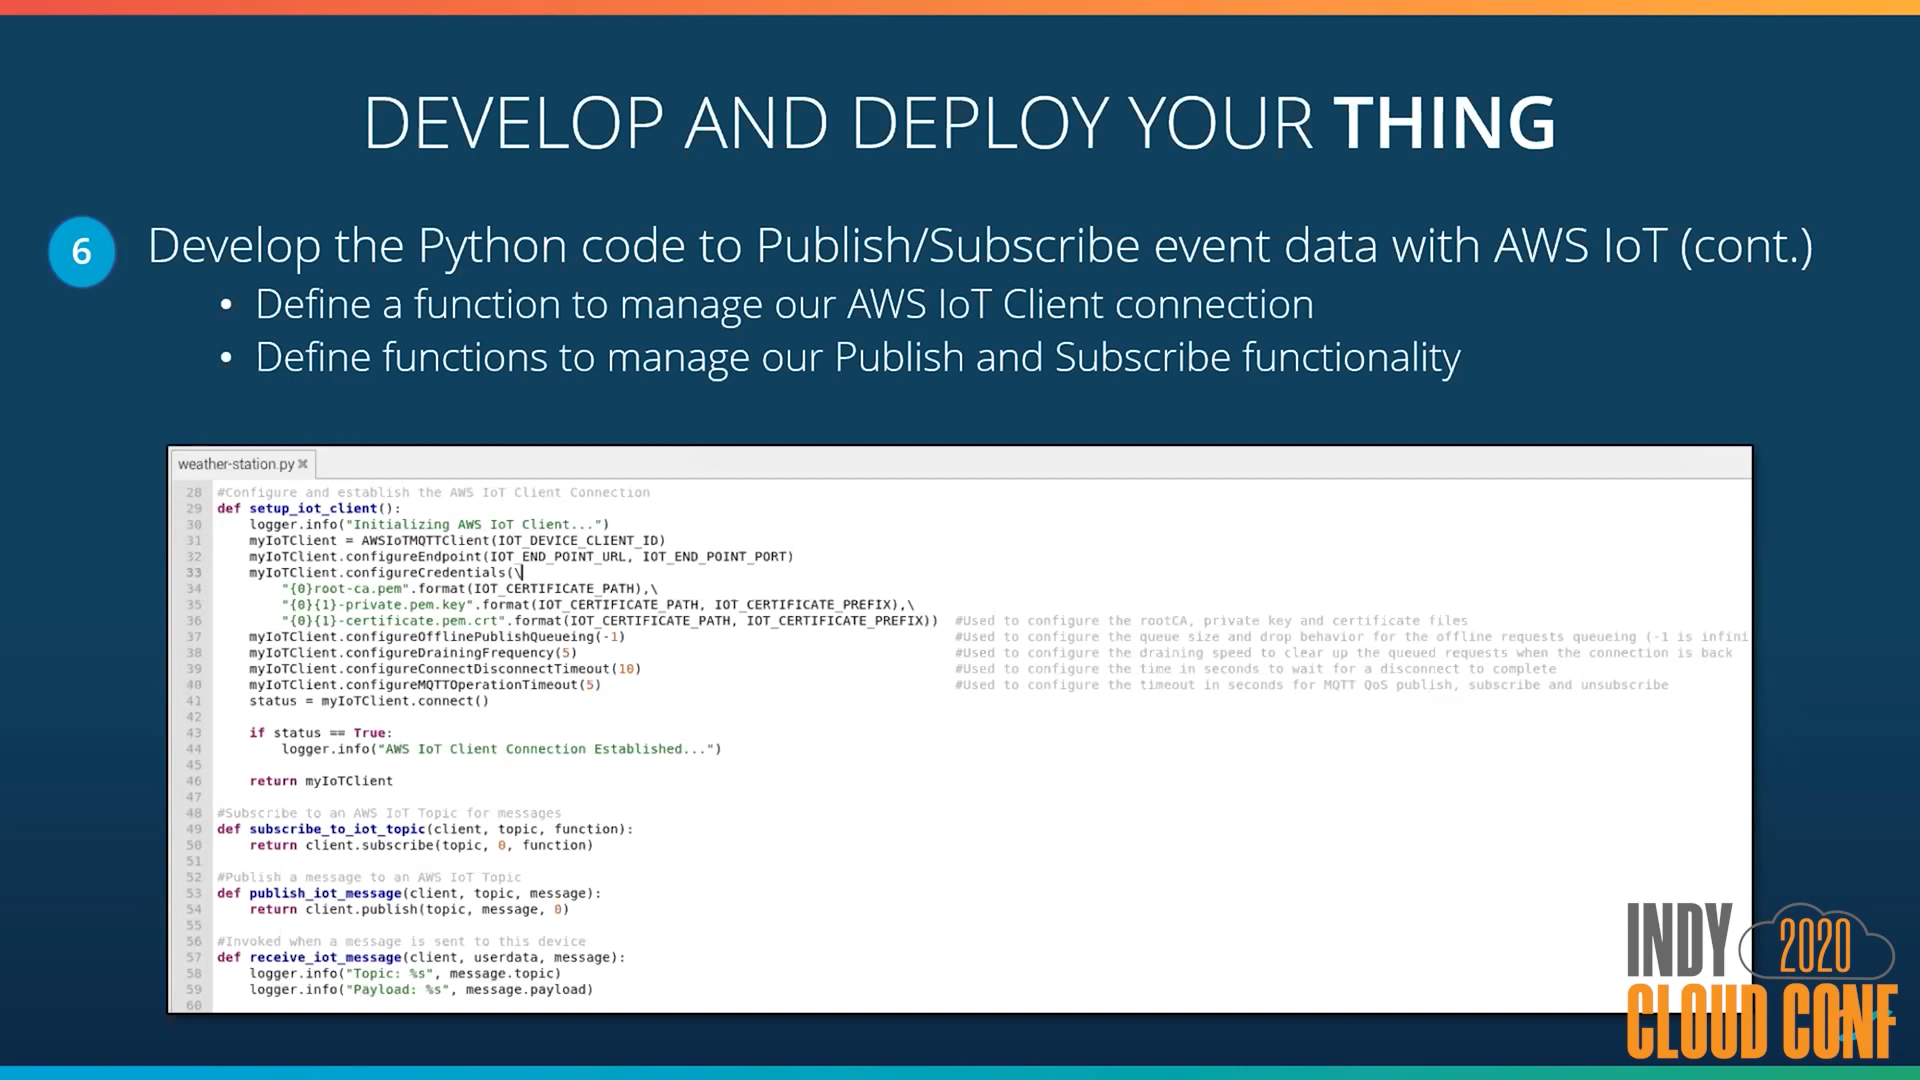 DEVELOP AND DEPLOY YOUR THING
6 Develop the Python code to Publish/Subscribe event data with AWS IoT (cont.)
• Define a function to manage our AWS IoT Client connection
• Define functions to manage our Publish and Subscribe functionality
weather-station.py ✖
28 #Configure and establish the AWS IoT Client Connection
29 def setup_iot_client():
30     logger.info("Initializing AWS IoT Client...")
31     myIoTClient = AWSIoTMQTTClient(IOT_DEVICE_CLIENT_ID)
32     myIoTClient.configureEndpoint(IOT_END_POINT_URL, IOT_END_POINT_PORT)
33     myIoTClient.configureCredentials(\
34         "{0}root-ca.pem".format(IOT_CERTIFICATE_PATH),\
35         "{0}{1}-private.pem.key".format(IOT_CERTIFICATE_PATH, IOT_CERTIFICATE_PREFIX),\
36         "{0}{1}-certificate.pem.crt".format(IOT_CERTIFICATE_PATH, IOT_CERTIFICATE_PREFIX))  #Used to configure the rootCA, private key and certificate files
37     myIoTClient.configureOfflinePublishQueueing(-1)  #Used to configure the queue size and drop behavior for the offline requests queueing (-1 is infini
38     myIoTClient.configureDrainingFrequency(5)  #Used to configure the draining speed to clear up the queued requests when the connection is back
39     myIoTClient.configureConnectDisconnectTimeout(10)  #Used to configure the time in seconds to wait for a disconnect to complete
40     myIoTClient.configureMQTTOperationTimeout(5)  #Used to configure the timeout in seconds for MQTT QoS publish, subscribe and unsubscribe
41     status = myIoTClient.connect()
42
43     if status == True:
44         logger.info("AWS IoT Client Connection Established...")
45
46     return myIoTClient
47
48 #Subscribe to an AWS IoT Topic for messages
49 def subscribe_to_iot_topic(client, topic, function):
50     return client.subscribe(topic, 0, function)
51
52 #Publish a message to an AWS IoT Topic
53 def publish_iot_message(client, topic, message):
54     return client.publish(topic, message, 0)
55
56 #Invoked when a message is sent to this device
57 def receive_iot_message(client, userdata, message):
58     logger.info("Topic: %s", message.topic)
59     logger.info("Payload: %s", message.payload)
60
INDY 2020
CLOUD CONF